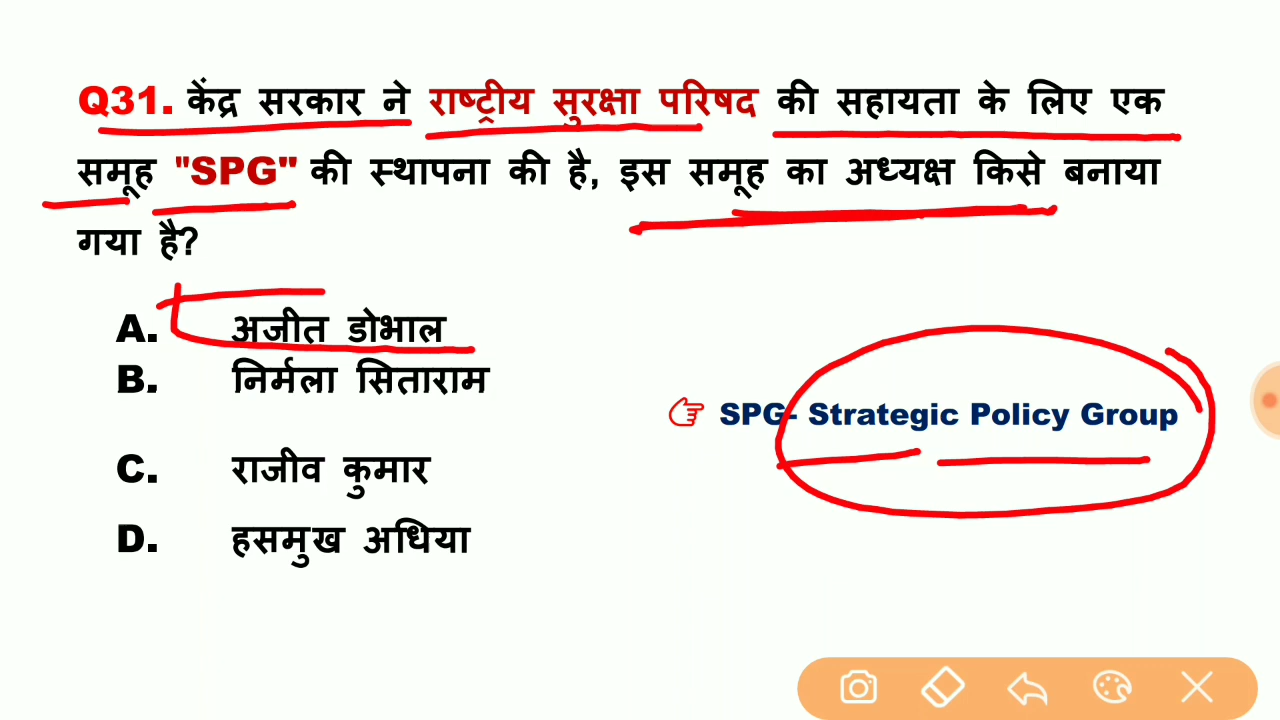 Q31. केंद्र सरकार ने राष्ट्रीय सुरक्षा परिषद की सहायता के लिए एक
समूह "SPG" की स्थापना की है, इस समूह का अध्यक्ष किसे बनाया
गया है?
A. अजीत डोभाल
B. निर्मला सिताराम
SPG- Strategic Policy Group
C. राजीव कुमार
D. हसमुख अधिया